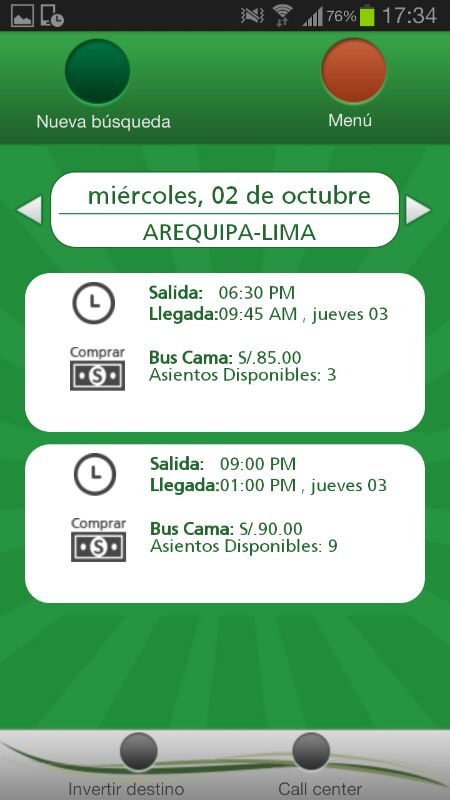 76% 17:34
Nueva búsqueda
Menú
miércoles, 02 de octubre
AREQUIPA-LIMA
Salida: 06:30 PM
Llegada:09:45 AM , jueves 03
Comprar
Bus Cama: S/.85.00
Asientos Disponibles: 3
Salida: 09:00 PM
Llegada:01:00 PM , jueves 03
Comprar
Bus Cama: S/.90.00
Asientos Disponibles: 9
Invertir destino
Call center